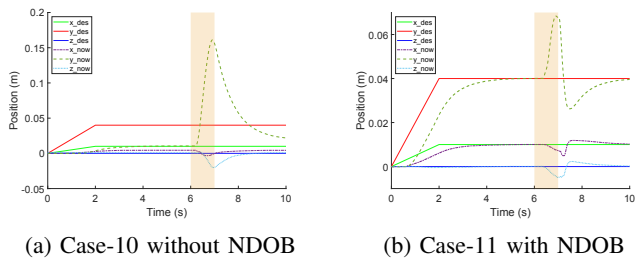 0.2
0.15
0.1
0.05
0
-0.05
Position (m)
x_des
y_des
z_des
x_now
y_now
z_now
0 2 4 6 8 10
Time (s)
(a) Case-10 without NDOB
0.06
0.04
0.02
0
Position (m)
x_des
y_des
z_des
x_now
y_now
z_now
0 2 4 6 8 10
Time (s)
(b) Case-11 with NDOB